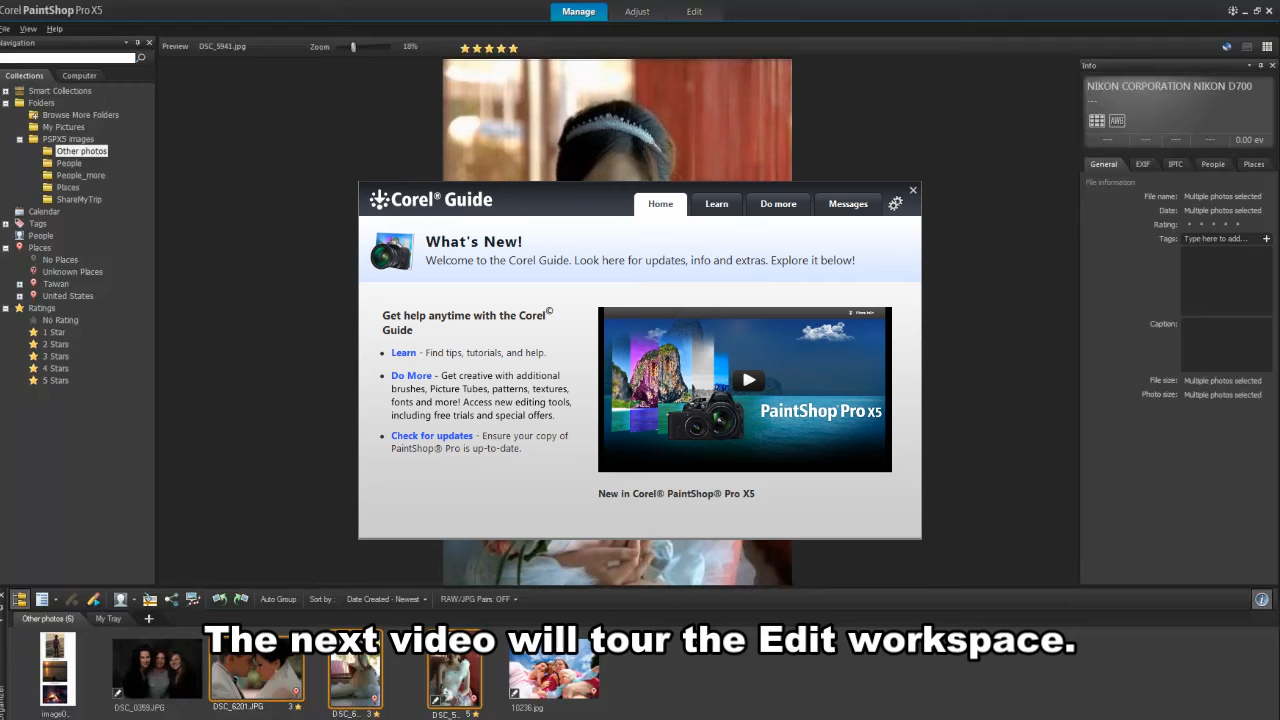 Corel PaintShop Pro X5
Manage
Adjust
Edit
File
View
Help
Navigation
Preview
DSC_5941.jpg
Zoom
18%
Info
Collections
Computer
Smart Collections
Folders
Browse More Folders
My Pictures
PSPX5 images
Other photos
People
People_more
Places
ShareMyTrip
Calendar
Tags
People
Places
No Places
Unknown Places
Taiwan
United States
Ratings
No Rating
1 Star
2 Stars
3 Stars
4 Stars
5 Stars
Corel® Guide
Home
Learn
Do more
Messages
What's New!
Welcome to the Corel Guide. Look here for updates, info and extras. Explore it below!
Get help anytime with the Corel©
Guide
Learn - Find tips, tutorials, and help.
Do More - Get creative with additional
brushes, Picture Tubes, patterns, textures,
fonts and more! Access new editing tools,
including free trials and special offers.
Check for updates - Ensure your copy of
PaintShop® Pro is up-to-date.
PaintShop Pro X5
New in Corel® PaintShop® Pro X5
NIKON CORPORATION NIKON D700
---
AWB
--- --- --- 0.00 ev
General
EXIF
IPTC
People
Places
File information
File name: Multiple photos selected
Date: Multiple photos selected
Rating:
Tags: Type here to add...
Caption:
File size: Multiple photos selected
Photo size: Multiple photos selected
Auto Group
Sort by :
Date Created - Newest
RAW/JPG Pairs: OFF
Other photos (6)
My Tray
The next video will tour the Edit workspace.
image0...
DSC_0359.JPG
DSC_6201.JPG
3
DSC_6...
3
DSC_5...
5
10236.jpg